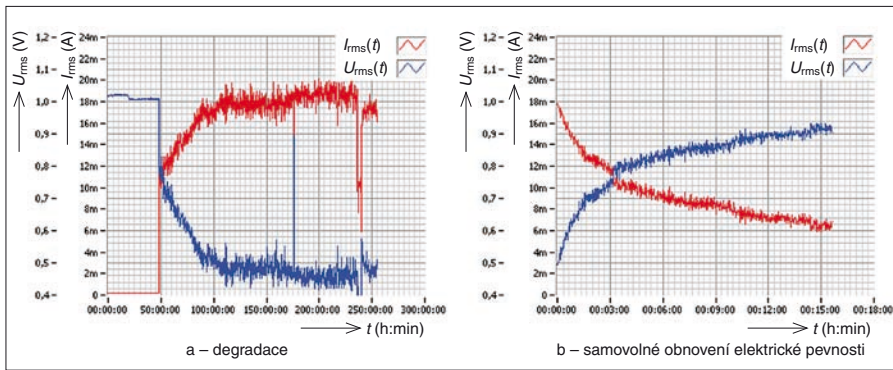 Urms (V)
Irms (A)
1,2
1,1
1,0
0,9
0,8
0,7
0,6
0,5
0,4
24m
22m
20m
18m
16m
14m
12m
10m
8m
6m
4m
2m
0
Irms(t)
Urms(t)
00:00:00
50:00:00
100:00:00
150:00:00
200:00:00
300:00:00
t (h:min)
a – degradace
Urms (V)
Irms (A)
1,2
1,1
1,0
0,9
0,8
0,7
0,6
0,5
0,4
24m
22m
20m
18m
16m
14m
12m
10m
8m
6m
4m
2m
0
Irms(t)
Urms(t)
00:00:00
00:03:00
00:06:00
00:09:00
00:12:00
00:15:00
00:18:00
t (h:min)
b – samovolné obnovení elektrické pevnosti